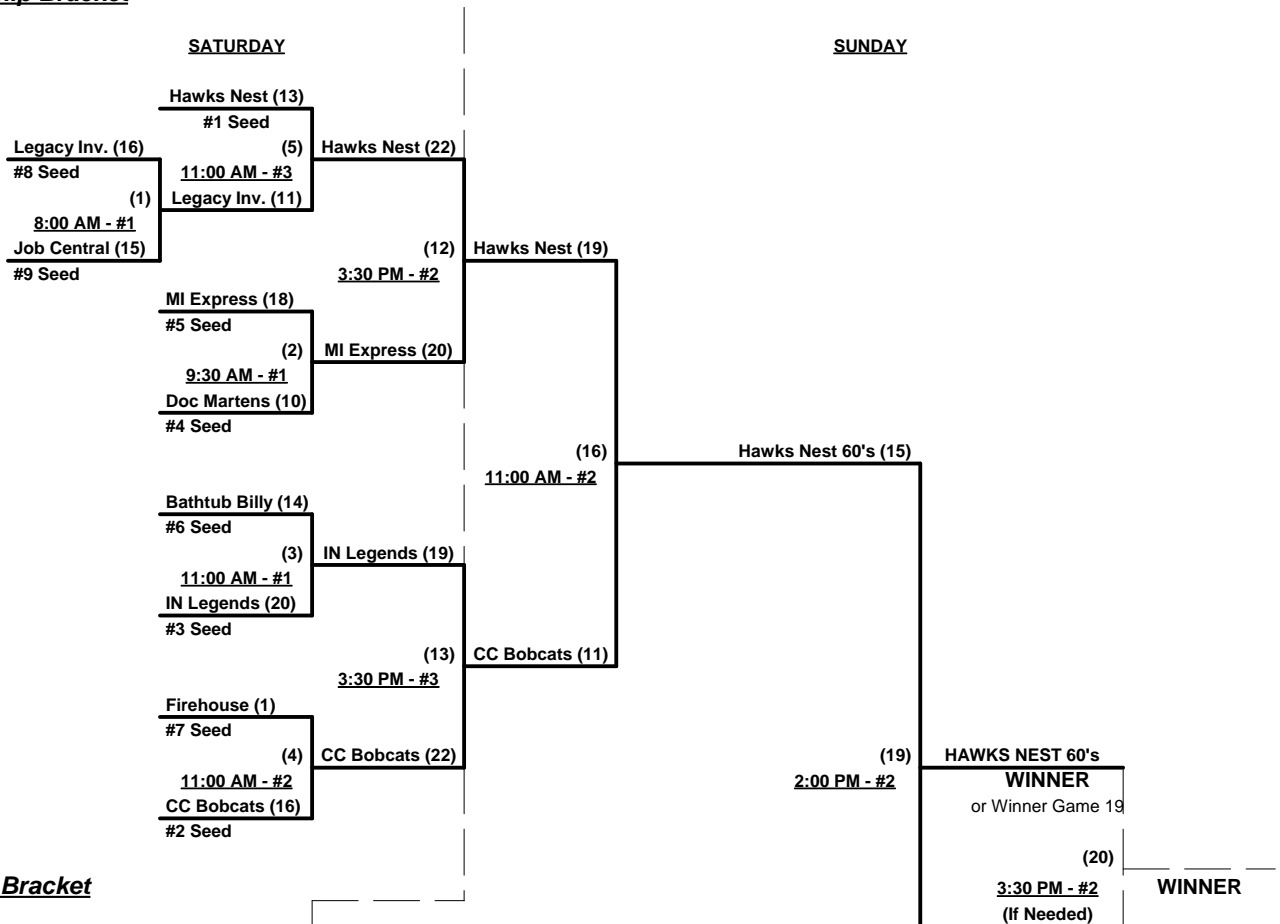 SATURDAY
SUNDAY
Hawks Nest (13)
#1 Seed
Legacy Inv. (16)
(5)
Hawks Nest (22)
#8 Seed
11:00 AM - #3
(1)
Legacy Inv. (11)
8:00 AM - #1
Job Central (15)
(12)
Hawks Nest (19)
#9 Seed
3:30 PM - #2
MI Express (18)
#5 Seed
(2)
MI Express (20)
9:30 AM - #1
Doc Martens (10)
#4 Seed
(16)
Hawks Nest 60's (15)
11:00 AM - #2
Bathtub Billy (14)
#6 Seed
(3)
IN Legends (19)
11:00 AM - #1
IN Legends (20)
#3 Seed
(13)
CC Bobcats (11)
3:30 PM - #3
Firehouse (1)
#7 Seed
(4)
CC Bobcats (22)
(19)
HAWKS NEST 60's
11:00 AM - #2
2:00 PM - #2
WINNER
CC Bobcats (16)
or Winner Game 19
#2 Seed
(20)
Bracket
3:30 PM - #2
WINNER
(If Needed)